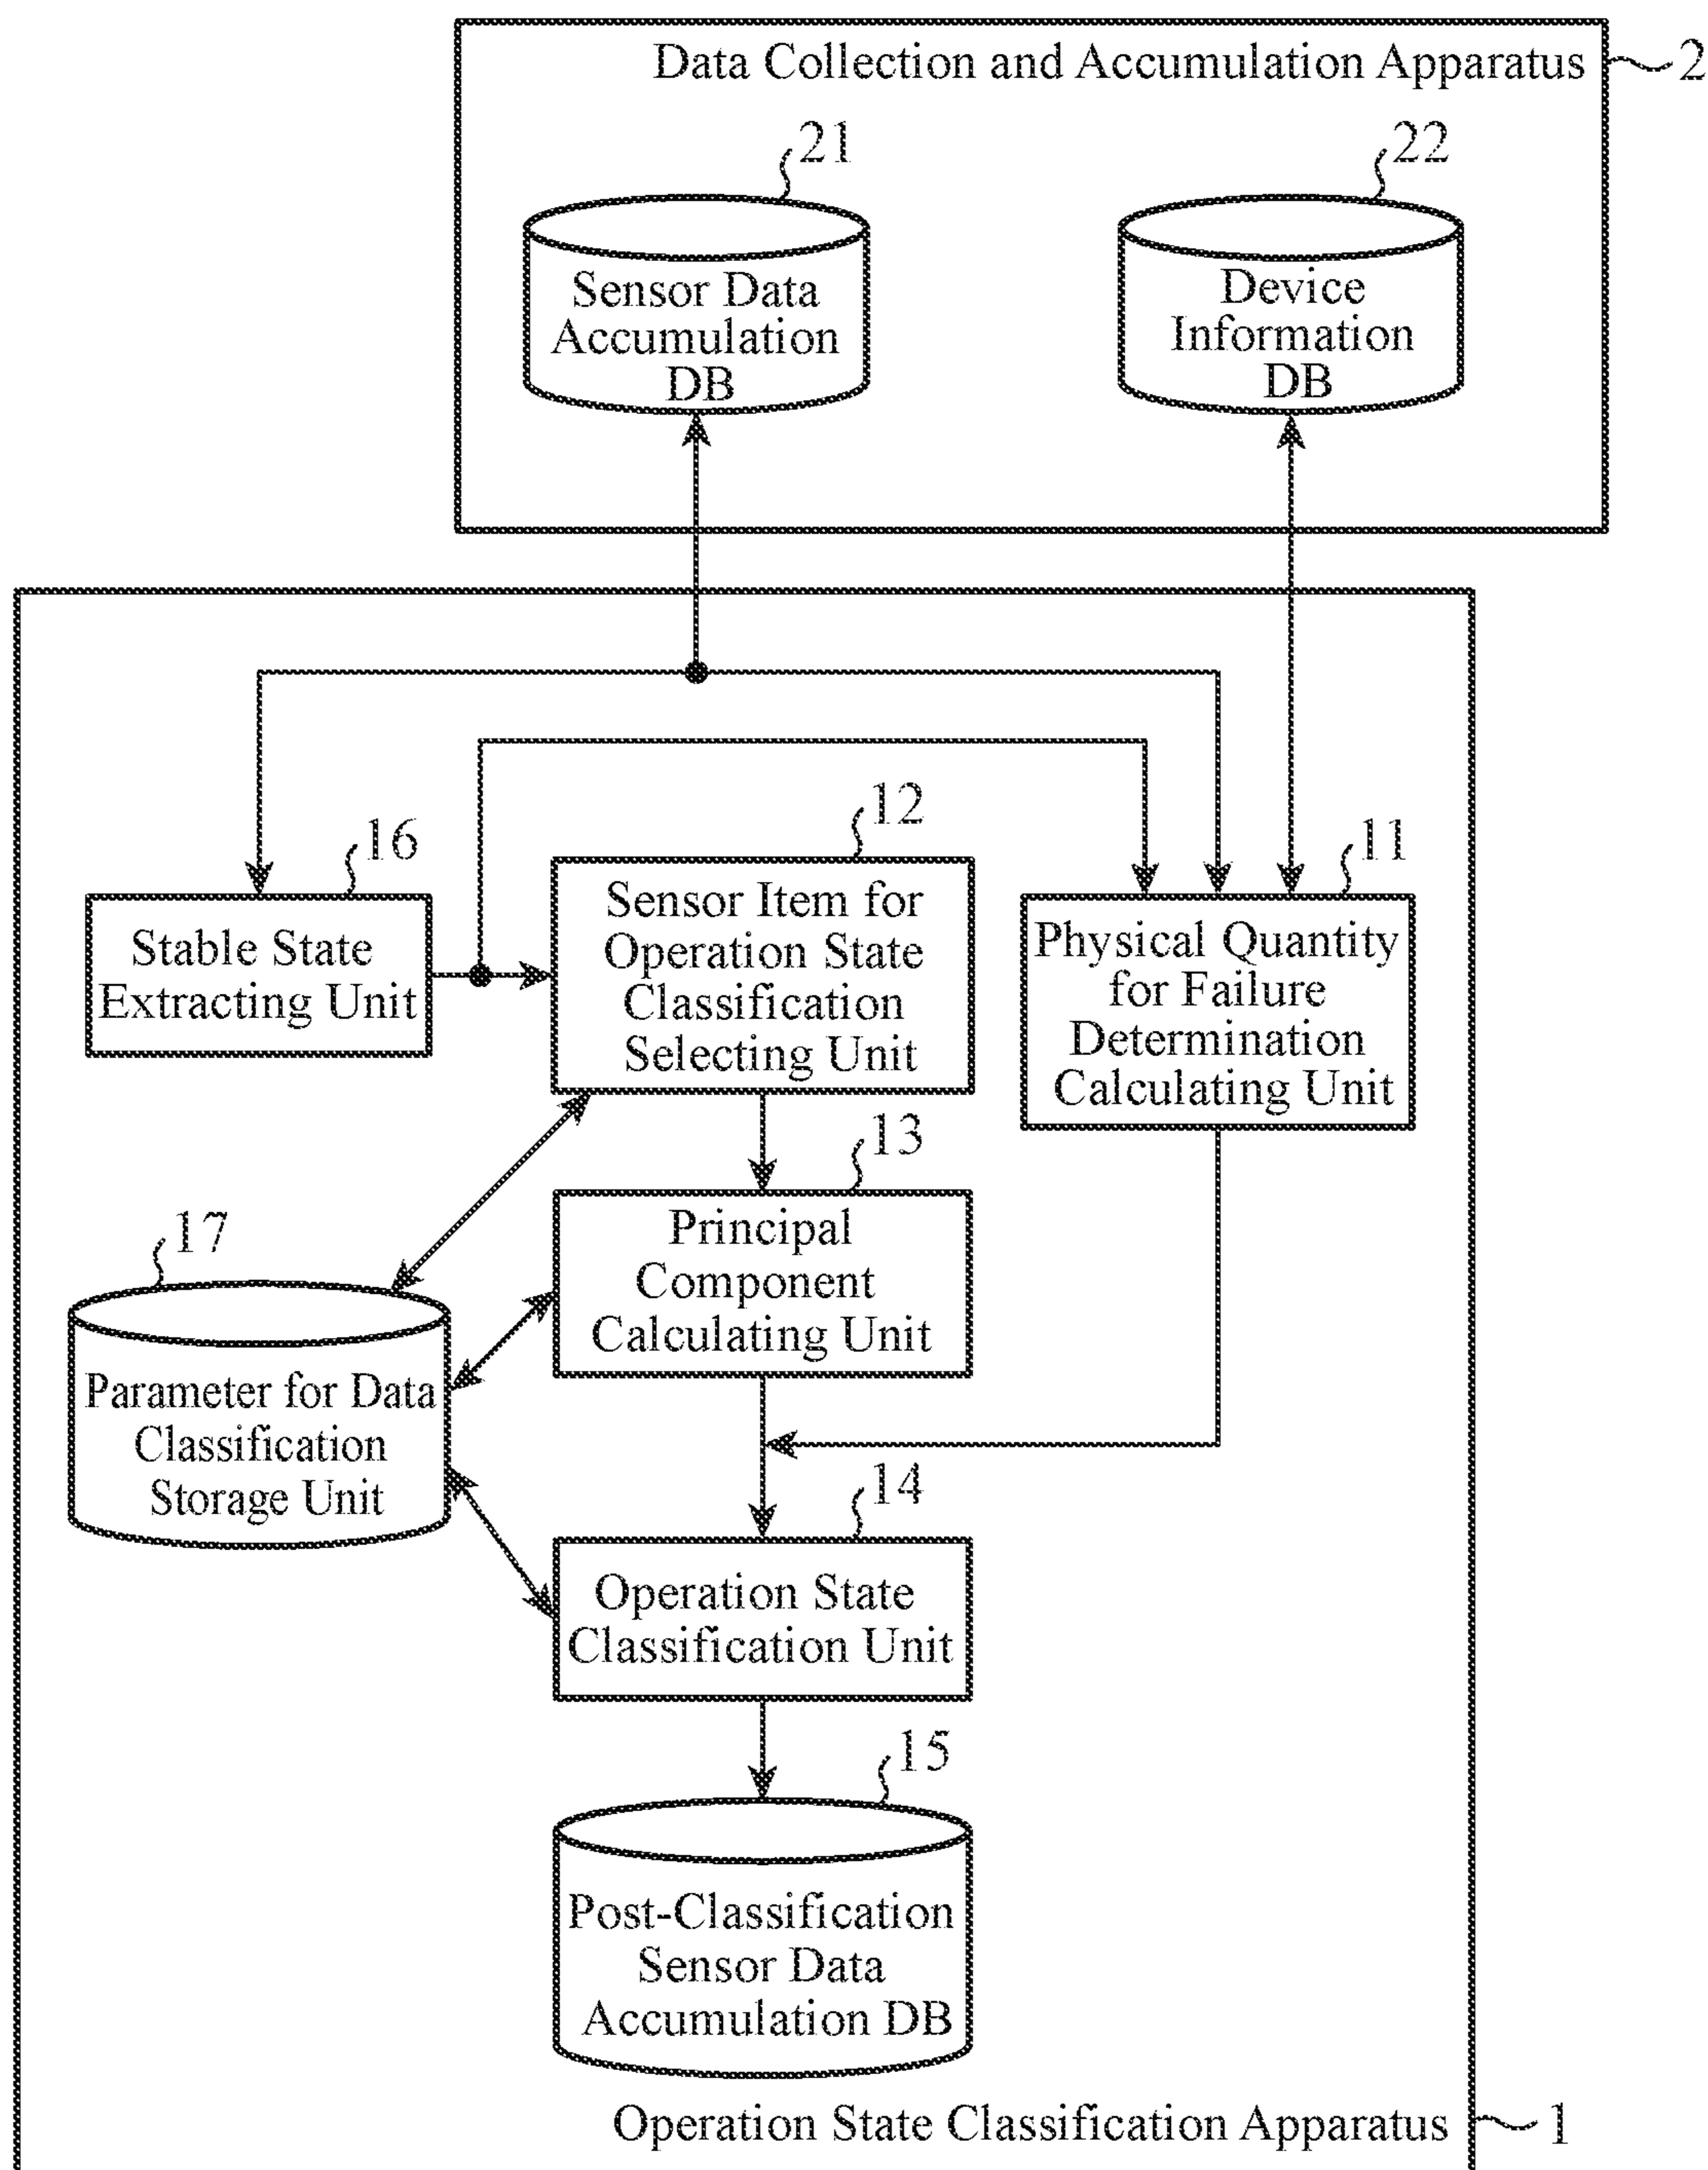 Data Collection and Accumulation Apparatus
2
21
22
Sensor Data
Accumulation
DB
Device
Information
DB
16
12
11
Stable State
Extracting Unit
Sensor Item for
Operation State
Classification
Selecting Unit
Physical Quantity
for Failure
Determination
Calculating Unit
13
Principal
Component
Calculating Unit
17
Parameter for Data
Classification
Storage Unit
14
Operation State
Classification Unit
15
Post-Classification
Sensor Data
Accumulation DB
Operation State Classification Apparatus
1